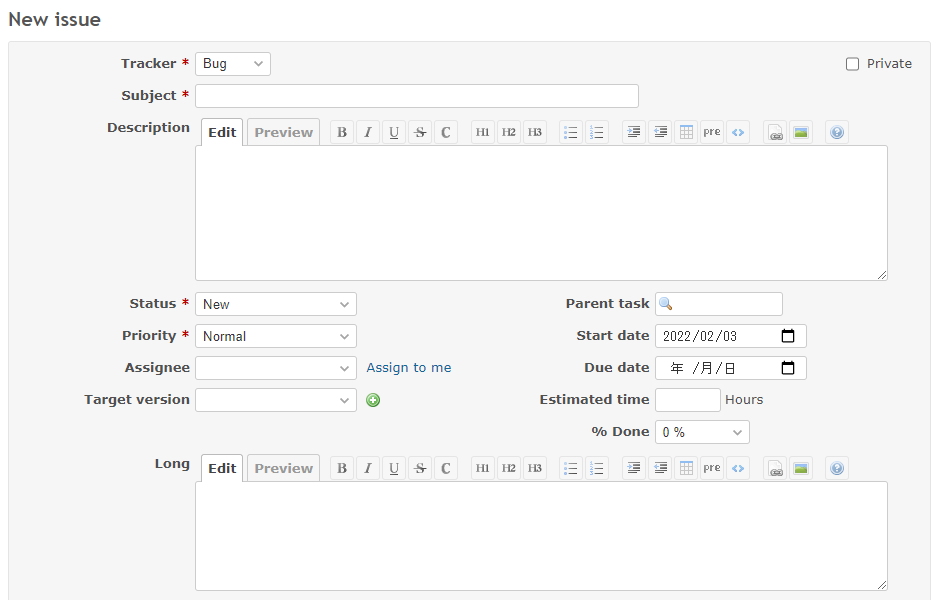 New issue
Tracker * Bug Private
Subject *
Description Edit Preview B I U S C H1 H2 H3 pre <>
Status * New Parent task
Priority * Normal Start date 2022/02/03
Assignee Assign to me Due date 年 /月/日
Target version Estimated time Hours
% Done 0 %
Long Edit Preview B I U S C H1 H2 H3 pre <>